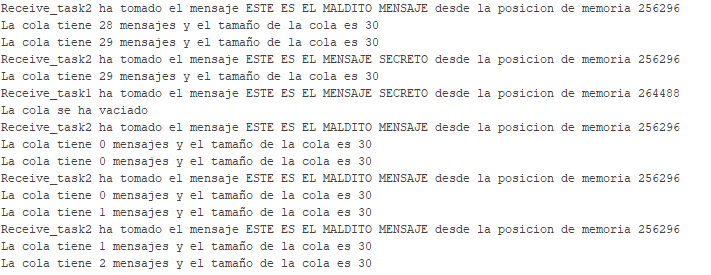 Receive_task2 ha tomado el mensaje ESTE ES EL MALDITO MENSAJE desde la posicion de memoria 256296
La cola tiene 28 mensajes y el tamaño de la cola es 30
La cola tiene 29 mensajes y el tamaño de la cola es 30
Receive_task2 ha tomado el mensaje ESTE ES EL MENSAJE SECRETO desde la posicion de memoria 256296
La cola tiene 29 mensajes y el tamaño de la cola es 30
Receive_task1 ha tomado el mensaje ESTE ES EL MENSAJE SECRETO desde la posicion de memoria 264488
La cola se ha vaciado
Receive_task2 ha tomado el mensaje ESTE ES EL MALDITO MENSAJE desde la posicion de memoria 256296
La cola tiene 0 mensajes y el tamaño de la cola es 30
La cola tiene 0 mensajes y el tamaño de la cola es 30
Receive_task2 ha tomado el mensaje ESTE ES EL MALDITO MENSAJE desde la posicion de memoria 256296
La cola tiene 0 mensajes y el tamaño de la cola es 30
La cola tiene 1 mensajes y el tamaño de la cola es 30
Receive_task2 ha tomado el mensaje ESTE ES EL MALDITO MENSAJE desde la posicion de memoria 256296
La cola tiene 1 mensajes y el tamaño de la cola es 30
La cola tiene 2 mensajes y el tamaño de la cola es 30